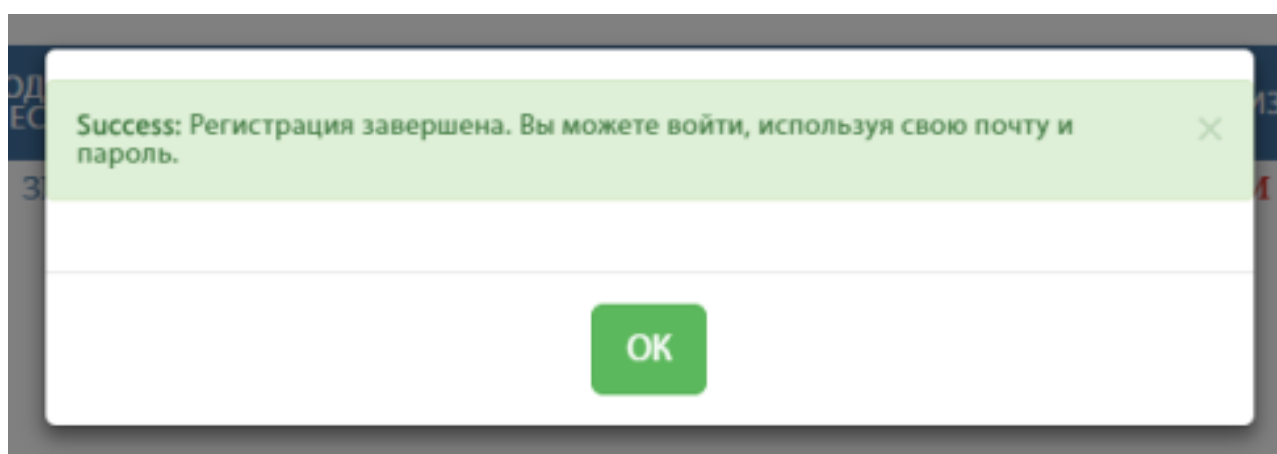 Success: Регистрация завершена. Вы можете войти, используя свою почту и
пароль.
×
OK